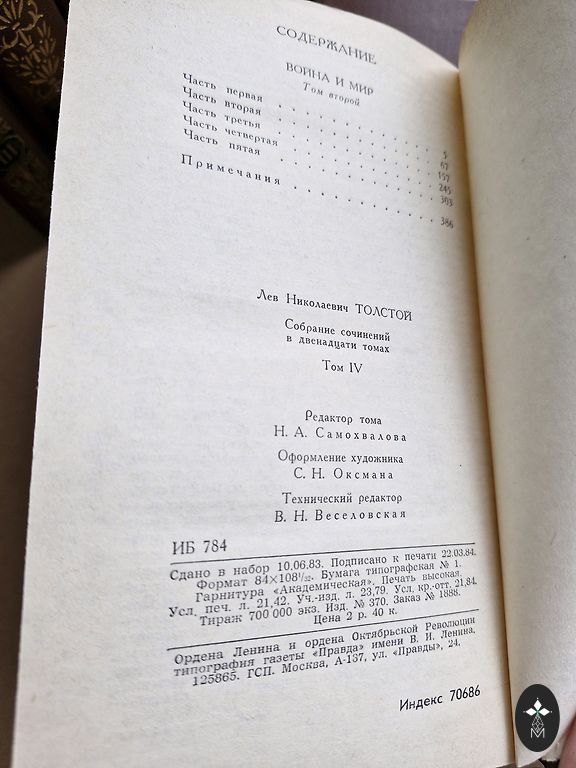 СОДЕРЖАНИЕ
ВОЙНА И МИР
Том второй
Часть первая . . . . . . . . . . . . 5
Часть вторая . . . . . . . . . . . . 67
Часть третья . . . . . . . . . . . . 157
Часть четвертая . . . . . . . . . . . 245
Часть пятая . . . . . . . . . . . . 303
Примечания . . . . . . . . . . . . 386
Лев Николаевич ТОЛСТОЙ
Собрание сочинений
в двенадцати томах
Том IV
Редактор тома
Н. А. Самохвалова
Оформление художника
С. Н. Оксмана
Технический редактор
В. Н. Веселовская
ИБ 784
Сдано в набор 10.06.83. Подписано к печати 22.03.84.
Формат 84×108¹/₃₂. Бумага типографская № 1.
Гарнитура «Академическая». Печать высокая.
Усл. печ. л. 21,42. Уч.-изд. л. 23,79. Усл. кр.-отт. 21,84.
Тираж 700 000 экз. Изд. № 370. Заказ № 1888.
Цена 2 р. 40 к.
Ордена Ленина и ордена Октябрьской Революции
типография газеты «Правда» имени В. И. Ленина.
125865. ГСП. Москва, А-137, ул. «Правды», 24.
Индекс 70686
М